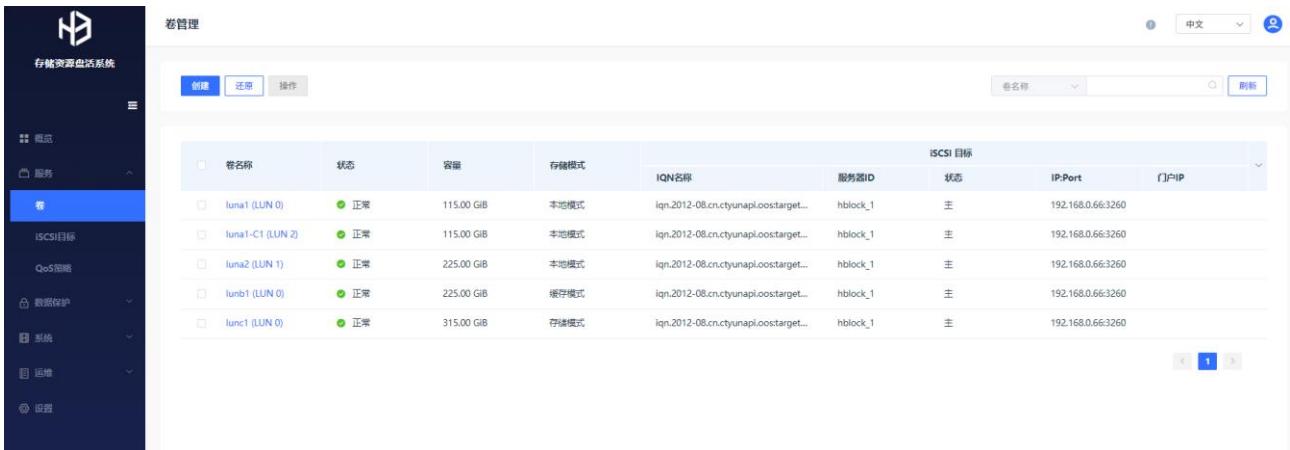 存储资源盘活系统
概览
服务
卷
iSCSI目标
QoS策略
数据保护
系统
运维
设置
卷管理
中文
创建 还原 操作 卷名称 刷新
卷名称 状态 容量 存储模式 iSCSI 目标
IQN名称 服务器ID 状态 IP:Port 门户IP
luna1 (LUN 0) 正常 115.00 GiB 本地模式 iqn.2012-08.cn.ctyunapi.oos:target... hblock_1 主 192.168.0.66:3260
luna1-C1 (LUN 2) 正常 115.00 GiB 本地模式 iqn.2012-08.cn.ctyunapi.oos:target... hblock_1 主 192.168.0.66:3260
luna2 (LUN 1) 正常 225.00 GiB 本地模式 iqn.2012-08.cn.ctyunapi.oos:target... hblock_1 主 192.168.0.66:3260
lunb1 (LUN 0) 正常 225.00 GiB 缓存模式 iqn.2012-08.cn.ctyunapi.oos:target... hblock_1 主 192.168.0.66:3260
lunc1 (LUN 0) 正常 315.00 GiB 存储模式 iqn.2012-08.cn.ctyunapi.oos:target... hblock_1 主 192.168.0.66:3260
1